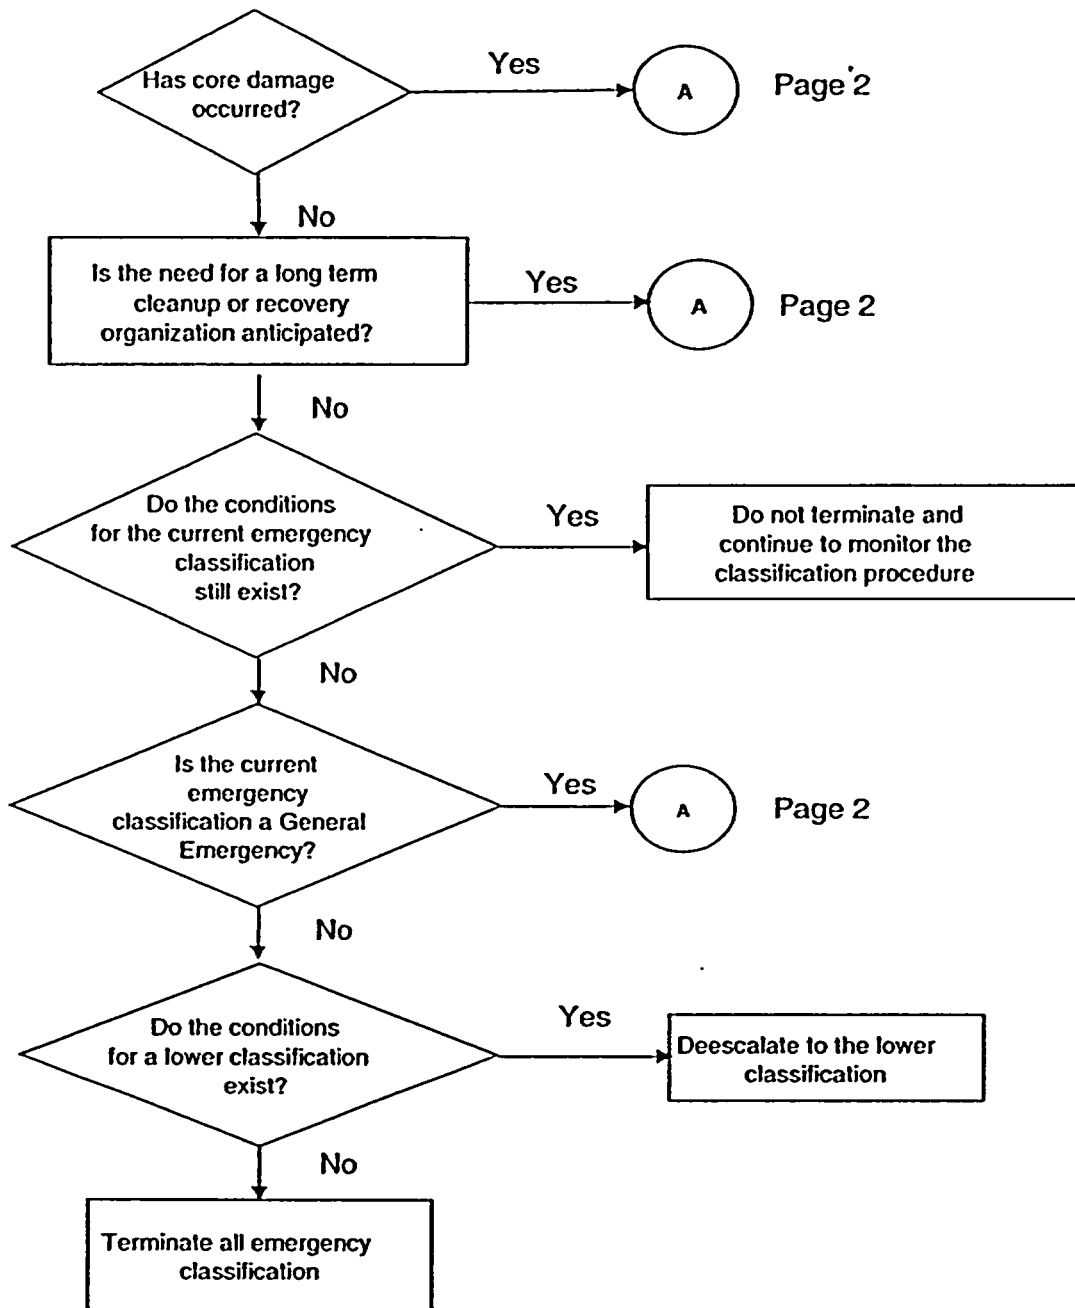 Has core damage
occurred?
Yes
A
Page 2
No
Is the need for a long term
cleanup or recovery
organization anticipated?
Yes
A
Page 2
No
Do the conditions
for the current emergency
classification
still exist?
Yes
Do not terminate and
continue to monitor the
classification procedure
No
Is the current
emergency
classification a General
Emergency?
Yes
A
Page 2
No
Do the conditions
for a lower classification
exist?
Yes
Deescalate to the lower
classification
No
Terminate all emergency
classification